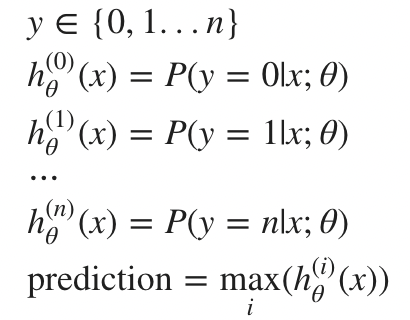 y ∈ {0, 1...n}
h_θ^{(0)}(x) = P(y = 0|x; θ)
h_θ^{(1)}(x) = P(y = 1|x; θ)
...
h_θ^{(n)}(x) = P(y = n|x; θ)
prediction = max_i(h_θ^{(i)}(x))